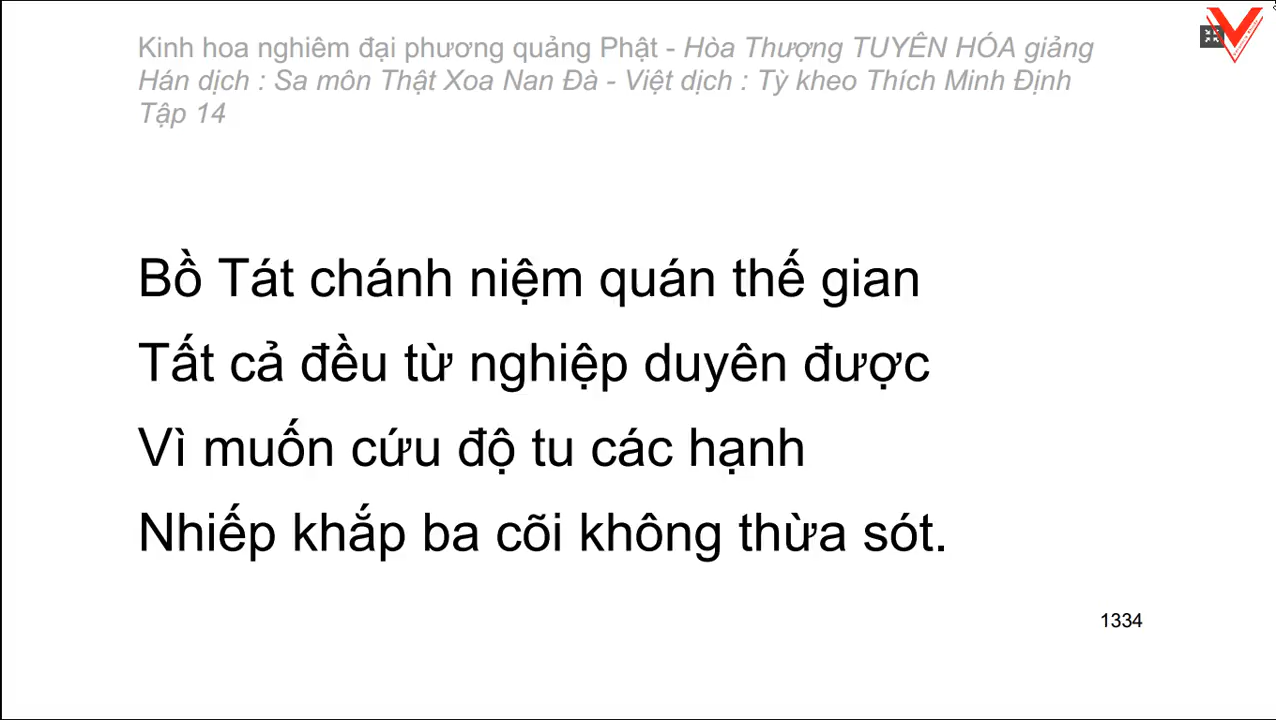 Kinh hoa nghiêm đại phương quảng Phật - Hòa Thượng TUYÊN HÓA giảng
Hán dịch : Sa môn Thật Xoa Nan Đà - Việt dịch : Tỳ kheo Thích Minh Định
Tập 14
Bồ Tát chánh niệm quán thế gian
Tất cả đều từ nghiệp duyên được
Vì muốn cứu độ tu các hạnh
Nhiếp khắp ba cõi không thừa sót.
1334